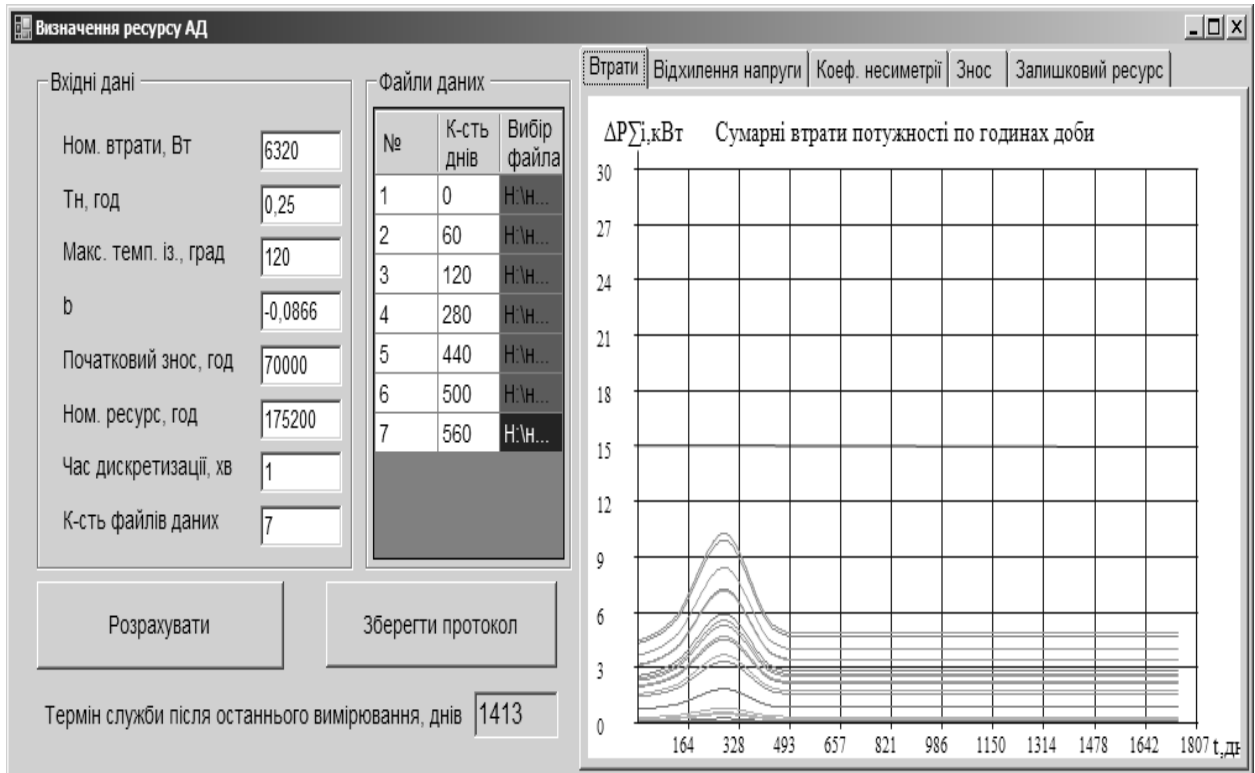 Визначення ресурсу АД
Вхідні дані
Ном. втрати, Вт 6320
Тн, год 0,25
Макс. темп. із., град 120
b -0,0866
Початковий знос, год 70000
Ном. ресурс, год 175200
Час дискретизації, хв 1
К-сть файлів даних 7
Файли даних
№ К-сть днів Вибір файла
1 0 H:\н...
2 60 H:\н...
3 120 H:\н...
4 280 H:\н...
5 440 H:\н...
6 500 H:\н...
7 560 H:\н...
Розрахувати
Зберегти протокол
Термін служби після останнього вимірювання, днів 1413
Втрати Відхилення напруги Коеф. несиметрії Знос Залишковий ресурс
ΔP∑i,кВт Сумарні втрати потужності по годинах доби
30
27
24
21
18
15
12
9
6
3
0
164 328 493 657 821 986 1150 1314 1478 1642 1807 t,дн